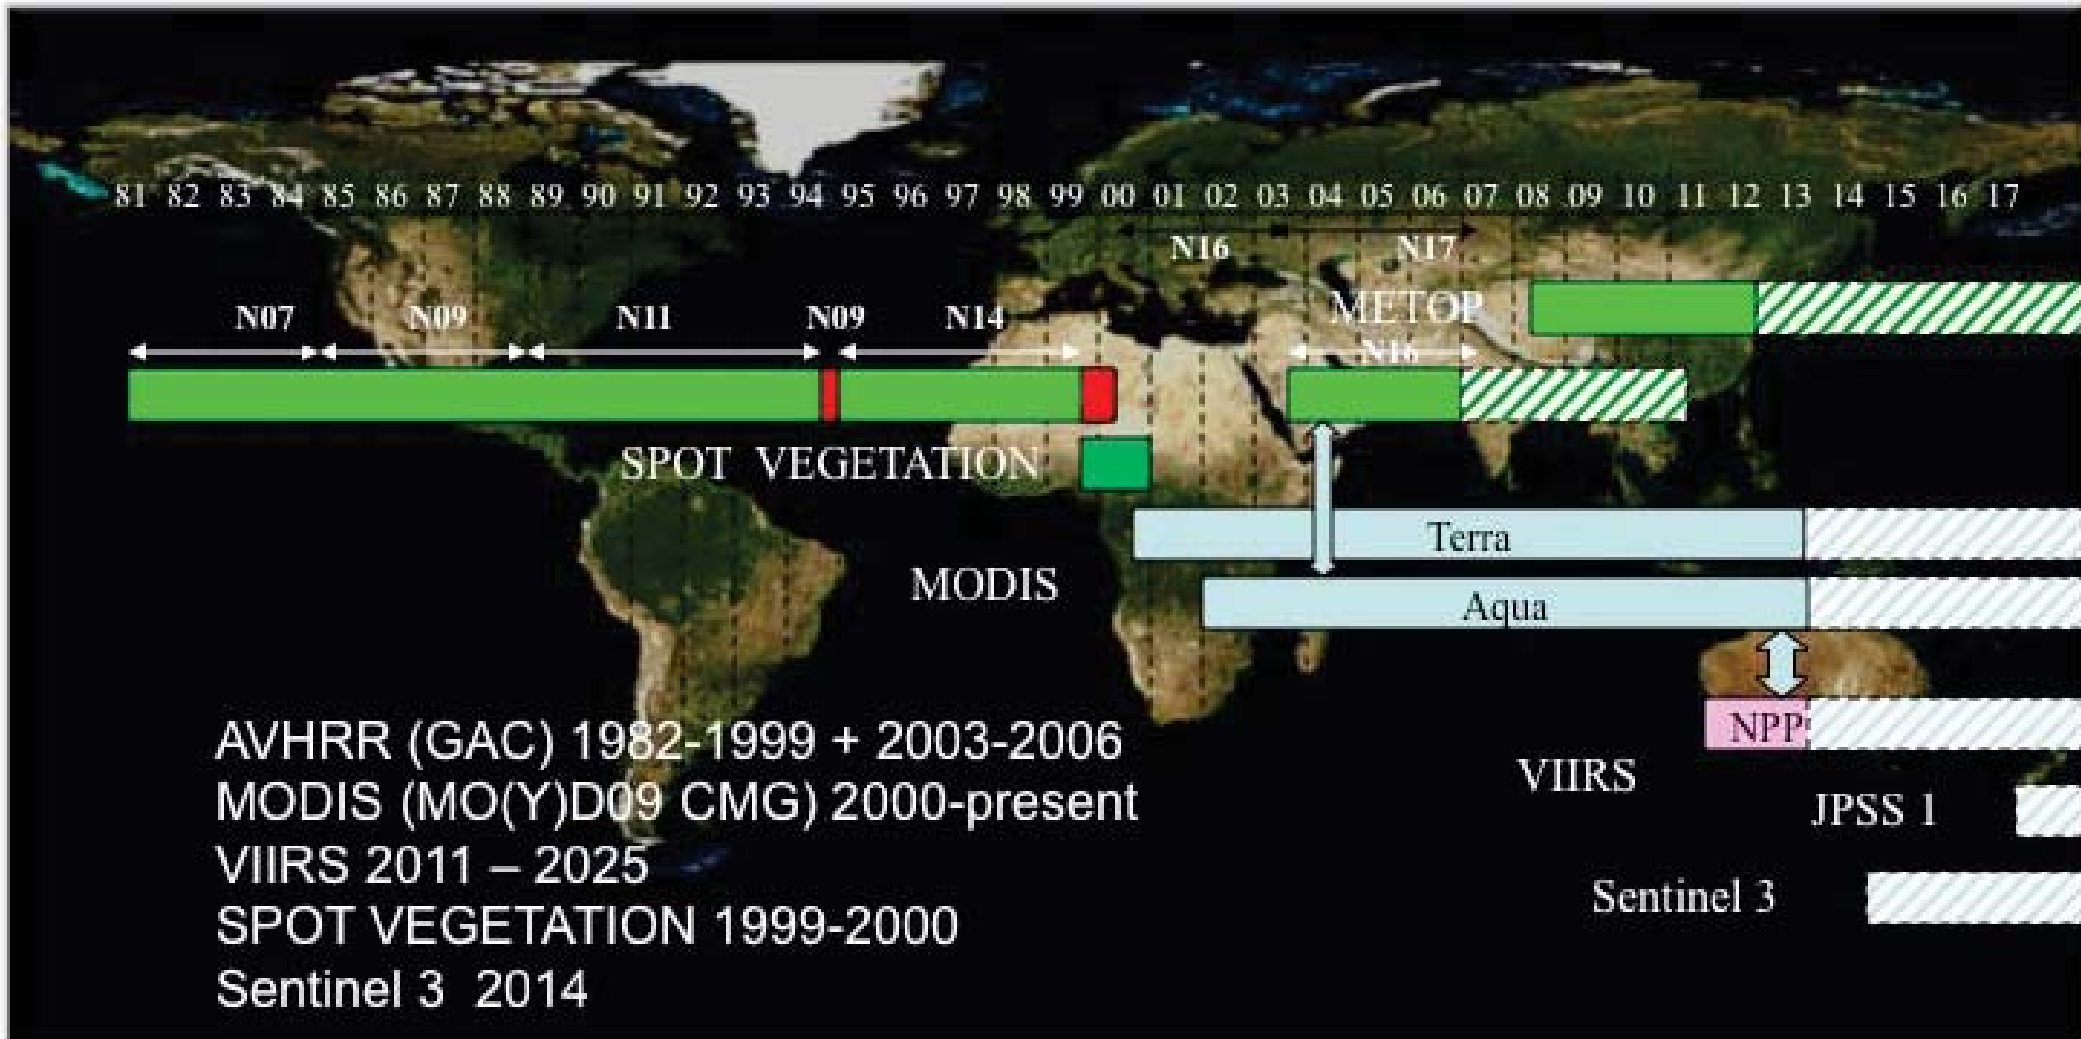 81 82 83 84 85 86 87 88 89 90 91 92 93 94 95 96 97 98 99 00 01 02 03 04 05 06 07 08 09 10 11 12 13 14 15 16 17
N16 N17
METOP
N07 N09 N11 N09 N14
N16
SPOT VEGETATION
Terra
MODIS
Aqua
NPP
VIIRS
JPSS 1
Sentinel 3
AVHRR (GAC) 1982-1999 + 2003-2006
MODIS (MO(Y)D09 CMG) 2000-present
VIIRS 2011 – 2025
SPOT VEGETATION 1999-2000
Sentinel 3 2014